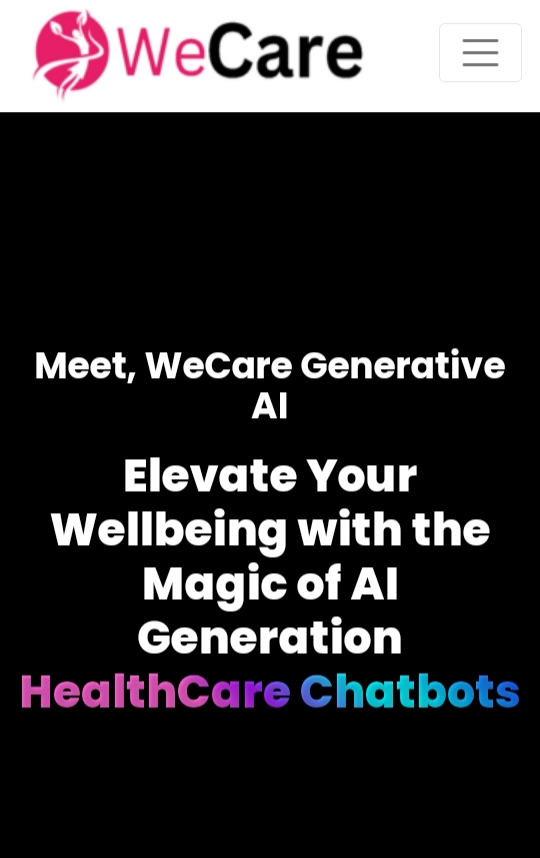 WeCare
Meet, WeCare Generative
AI
Elevate Your
Wellbeing with the
Magic of AI
Generation
HealthCare Chatbots